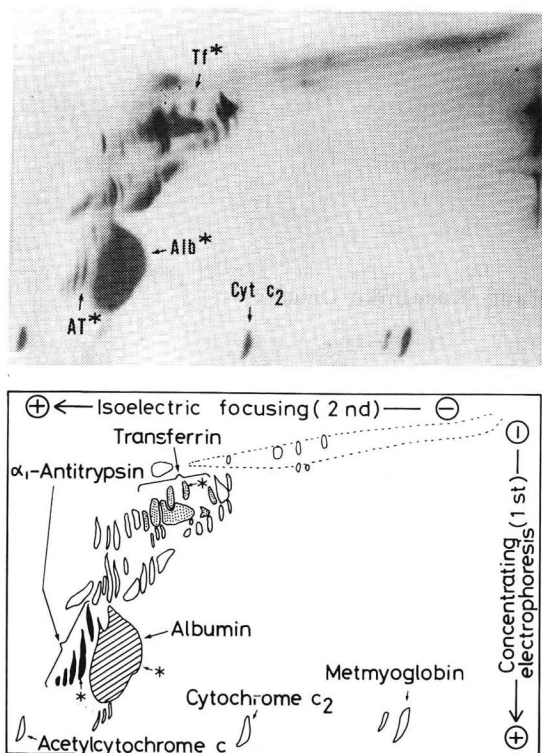 Tf*
Alb*
Cyt c2
AT*
⊕ ← Isoelectric focusing (2nd) — ⊖
Transferrin
α1-Antitrypsin
*
Albumin
*
*
Cytochrome c2
Metmyoglobin
Acetylcytochrome c
⊖ Concentrating electrophoresis (1st) → ⊕